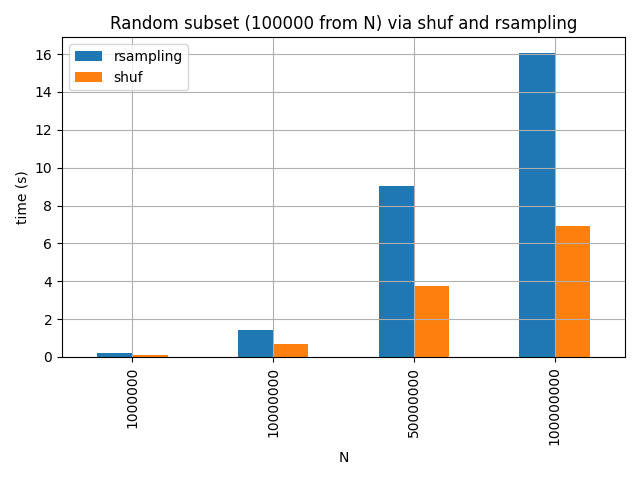 Random subset (100000 from N) via shuf and rsampling
rsampling
shuf
16
14
12
10
8
6
4
2
0
time (s)
1000000
10000000
50000000
100000000
N